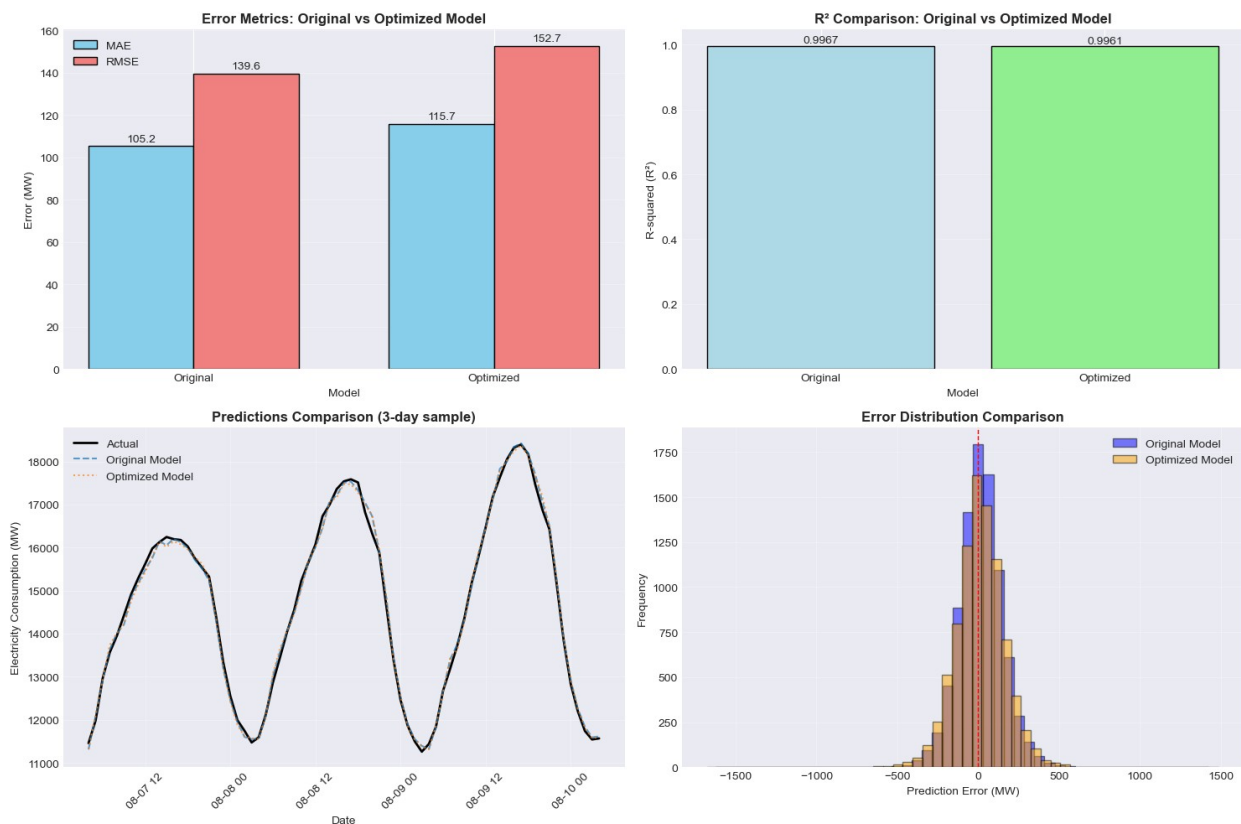 Error Metrics: Original vs Optimized Model
MAE
RMSE
160
140
120
100
80
60
40
20
0
Error (MW)
105.2
139.6
115.7
152.7
Original
Optimized
Model
R² Comparison: Original vs Optimized Model
1.0
0.8
0.6
0.4
0.2
0.0
R-squared (R²)
0.9967
0.9961
Original
Optimized
Model
Predictions Comparison (3-day sample)
Actual
Original Model
Optimized Model
18000
17000
16000
15000
14000
13000
12000
11000
Electricity Consumption (MW)
08-07 12
08-08 00
08-08 12
08-09 00
08-09 12
08-10 00
Date
Error Distribution Comparison
Original Model
Optimized Model
1750
1500
1250
1000
750
500
250
0
Frequency
−1500
−1000
−500
0
500
1000
1500
Prediction Error (MW)